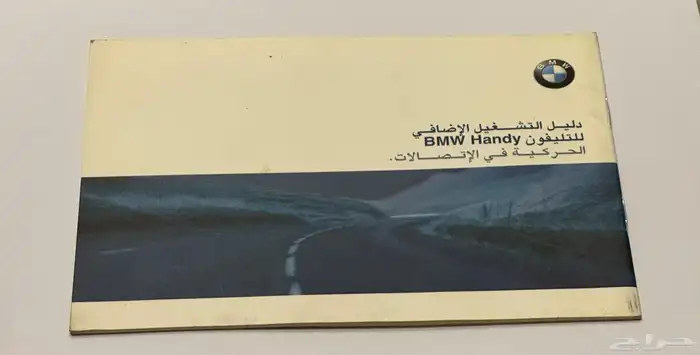 BMW
دليل التشغيل الإضافي
للتليفون BMW Handy
الحركية في الإتصالات.
حراج